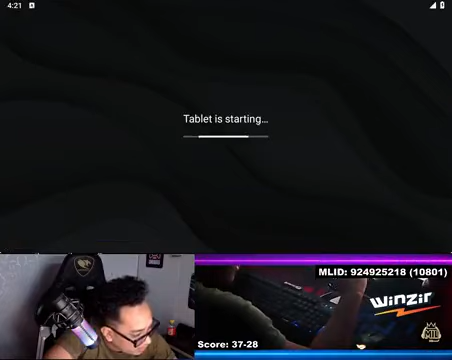 4:21
Tablet is starting...
MLID: 924925218 (10801)
WINZIR
Score: 37-28